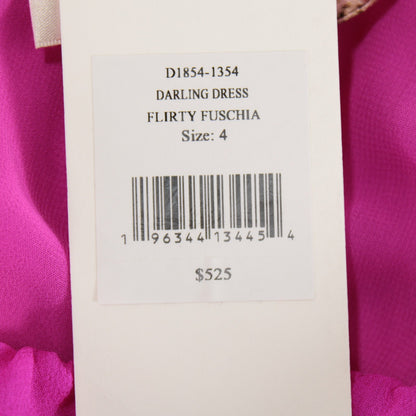 D1854-1354
DARLING DRESS
FLIRTY FUSCHIA
Size: 4
1 96344 13445 4
$525